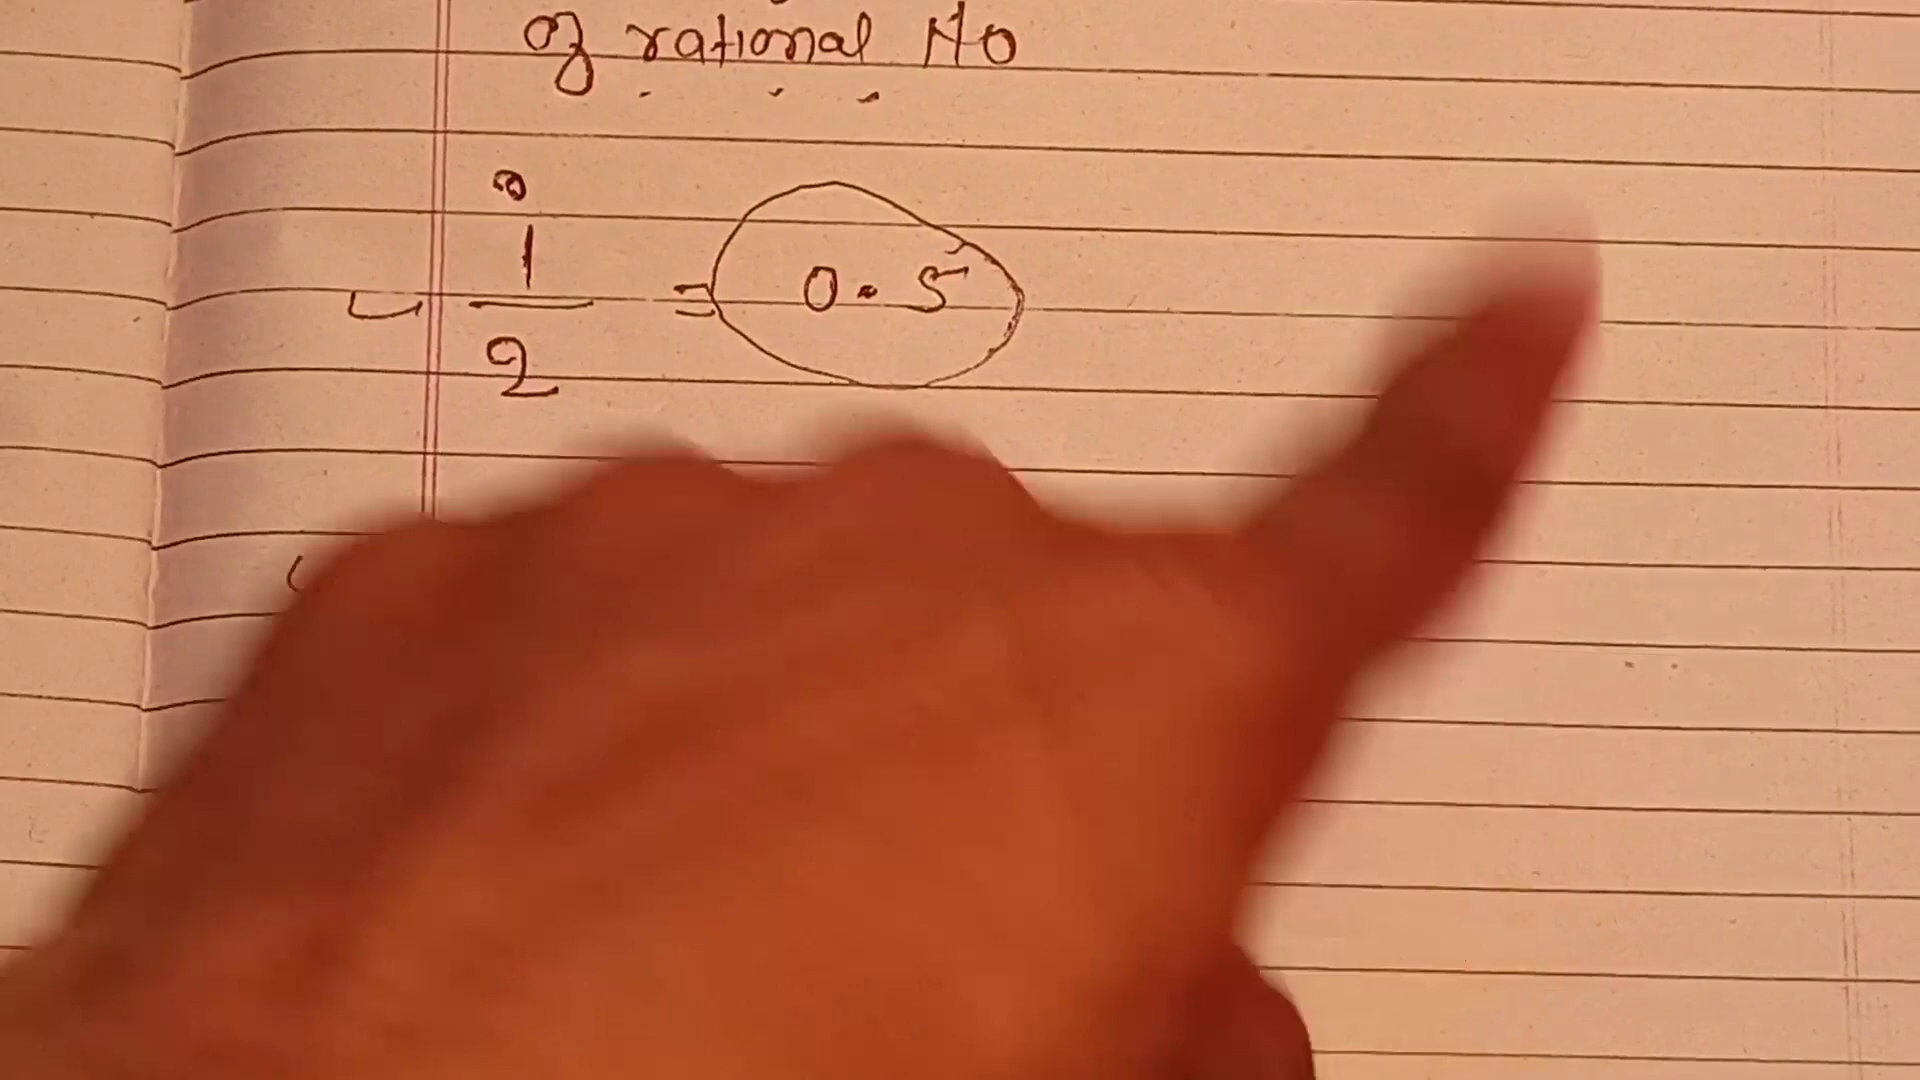 of rational No
1/2 = 0.5